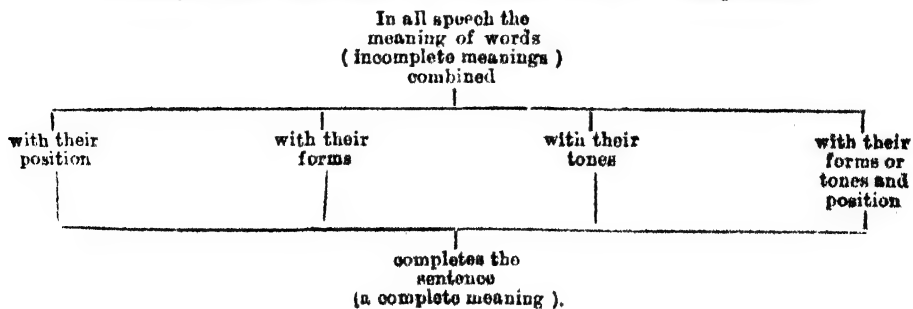 In all speech the
meaning of words
( incomplete meanings )
combined
with their
position
with their
forms
with their
tones
with their
forms or
tones and
position
completes the
sentence
(a complete meaning ).